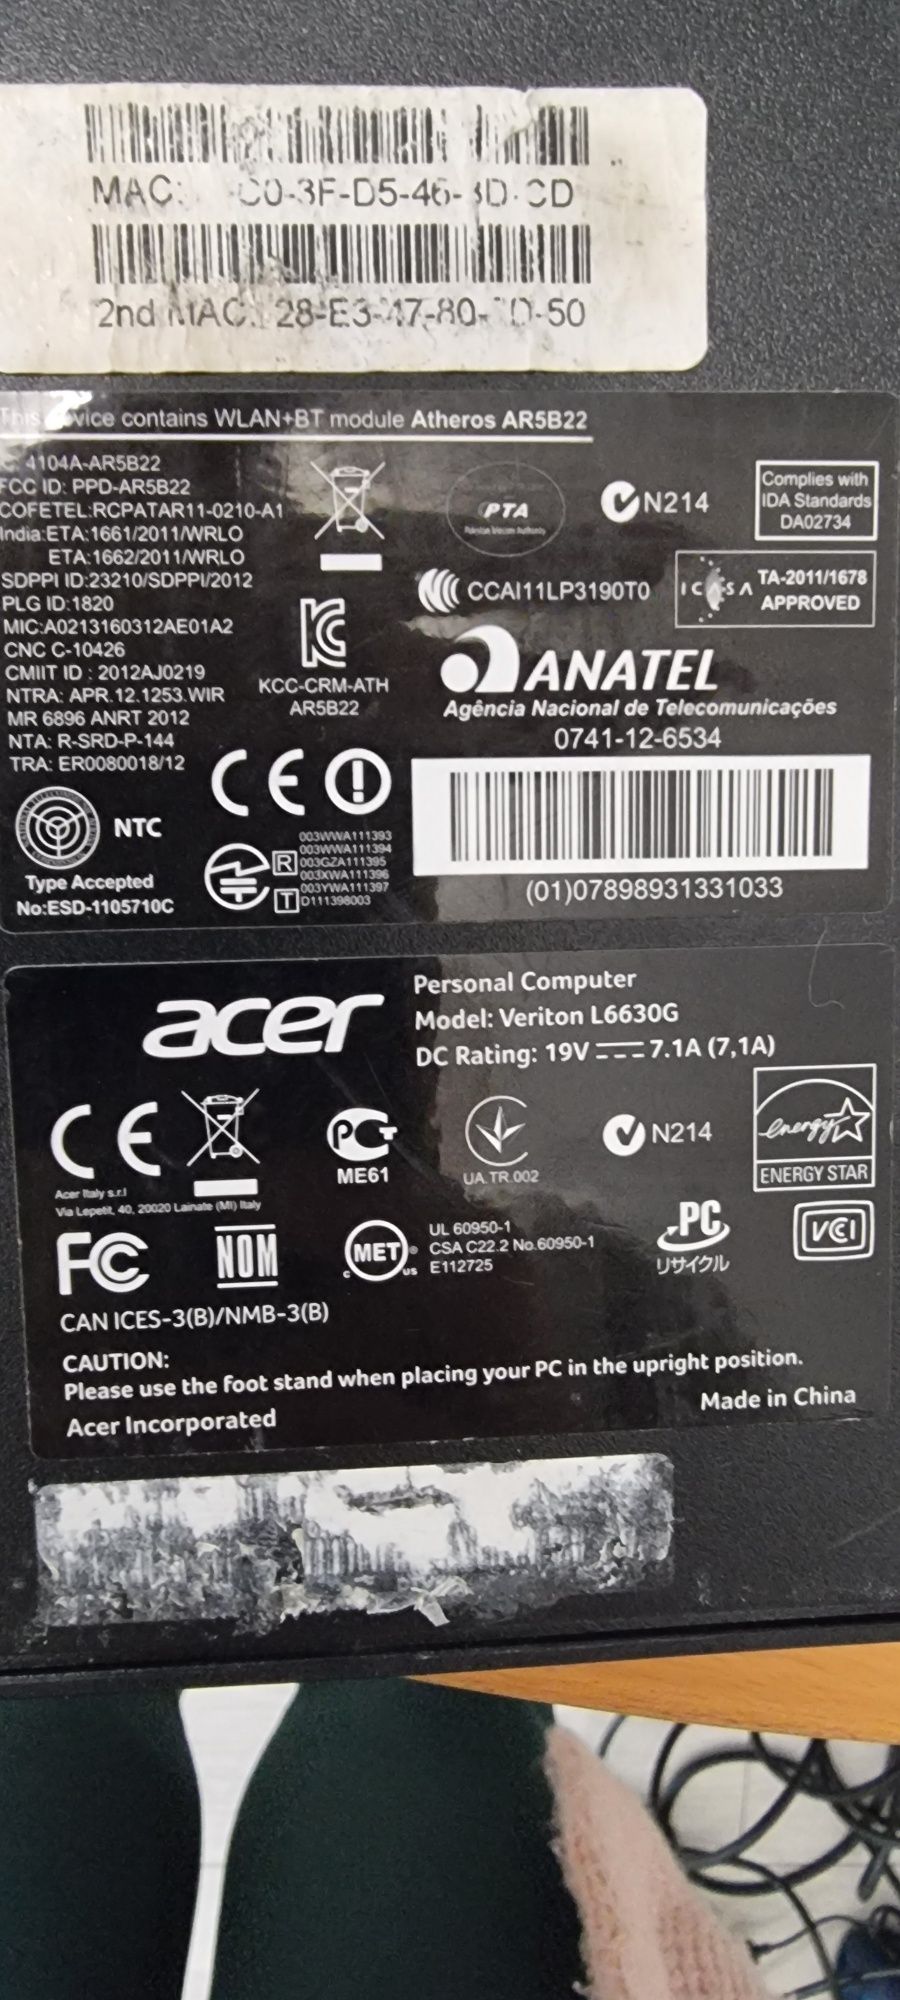 MAC:
2nd 28-E3-47-80- -50
This device contains WLAN+BT module Atheros AR5B22
4104A-AR5B22
FCC ID: PPD-AR5B22
COFETEL:RCPATAR11-0210-A1
India:ETA:1661/2011/WRLO
ETA:1662/2011/WRLO
SDPPI ID:23210/SDPPI/2012
PLG ID:1820
MIC:A0213160312AE01A2
CNC C-10426
CMIIT ID : 2012AJ0219
NTRA: APR.12.1253.WIR
MR 6896 ANRT 2012
NTA: R-SRD-P-144
TRA: ER0080018/12
NTC
Type Accepted
No:ESD-1105710C
KCC-CRM-ATH
AR5B22
CE
R
T
003WWA111393
003WWA111394
003GZA111395
003XWA111396
003YWA111397
D111398003
PTA
Pakistan Telecom Authority
N214
Complies with
IDA Standards
DA02734
CCAI11LP3190T0
ICASA
TA-2011/1678
APPROVED
ANATEL
Agência Nacional de Telecomunicações
0741-12-6534
(01)07898931331033
acer
Personal Computer
Model: Veriton L6630G
DC Rating: 19V 7.1A (7,1A)
CE
Acer Italy s.r.l
Via Lepetit, 40, 20020 Lainate (MI) Italy
ME61
UA.TR.002
N214
energy
ENERGY STAR
FC
NOM
c MET us
UL 60950-1
CSA C22.2 No.60950-1
E112725
PC
リサイクル
VCCI
CAN ICES-3(B)/NMB-3(B)
CAUTION:
Please use the foot stand when placing your PC in the upright position.
Acer Incorporated
Made in China